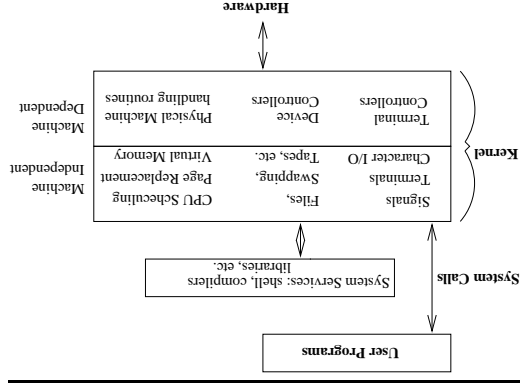 User Programs
System Calls
System Services: shell, compilers
libraries, etc.
Kernel
Signals
Terminals
Character I/O
Files,
Swapping,
Tapes, etc.
CPU Scheculing
Page Replacement
Virtual Memory
Machine
Independent
Terminal
Controllers
Device
Controllers
Physical Machine
handling routines
Machine
Dependent
Hardware